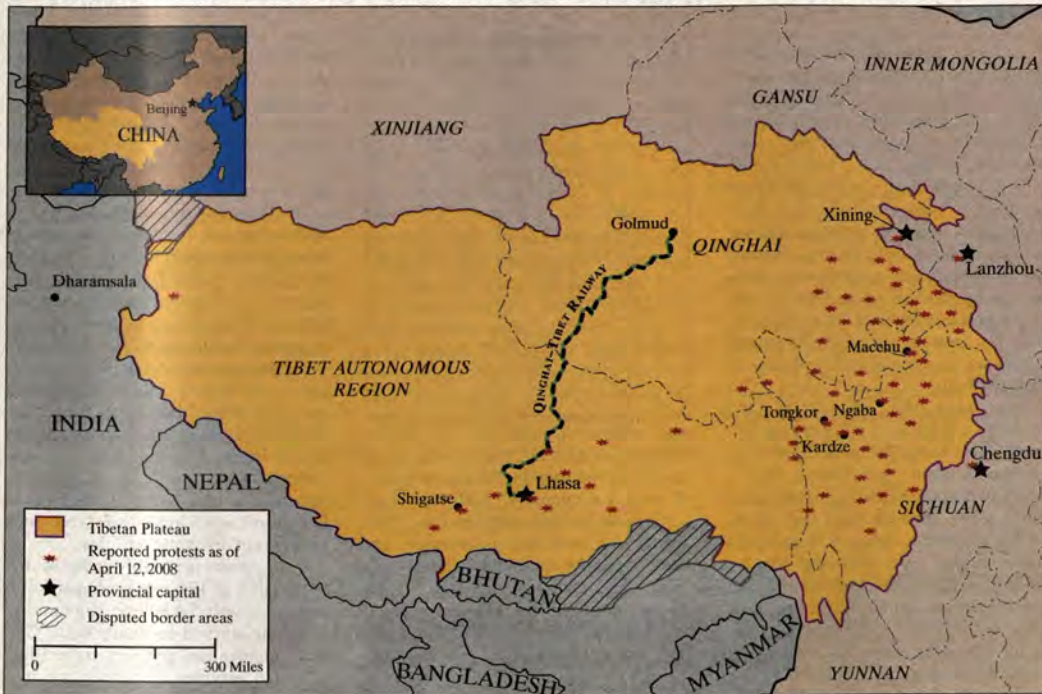 Beijing
CHINA
XINJIANG
GANSU
INNER MONGOLIA
Golmud
QINGHAI
Xining
Lanzhou
Dharamsala
QINGHAI–TIBET RAILWAY
TIBET AUTONOMOUS
REGION
Macchu
INDIA
Tongkor
Ngaba
Kardze
Chengdu
NEPAL
Shigatse
Lhasa
SICHUAN
Tibetan Plateau
Reported protests as of
April 12, 2008
Provincial capital
Disputed border areas
0
300 Miles
BHUTAN
BANGLADESH
MYANMAR
YUNNAN